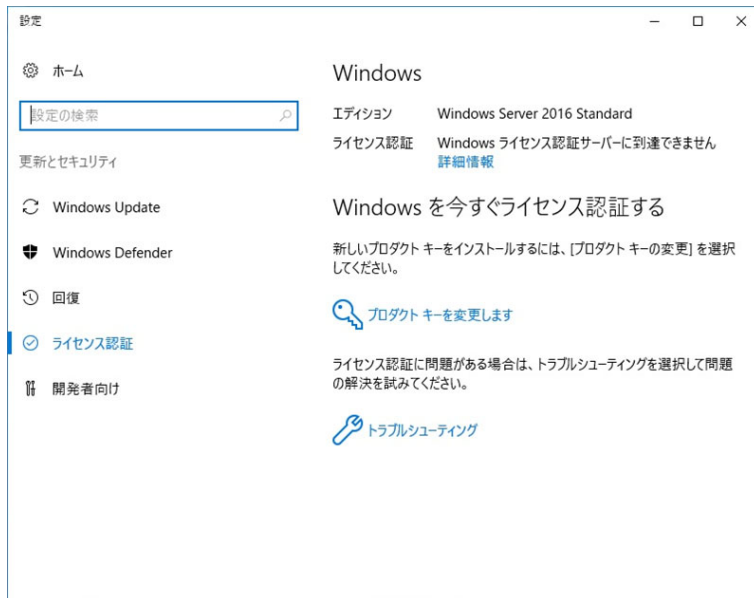 設定
ホーム
設定の検索
更新とセキュリティ
Windows Update
Windows Defender
回復
ライセンス認証
開発者向け
Windows
エディション Windows Server 2016 Standard
ライセンス認証 Windows ライセンス認証サーバーに到達できません
詳細情報
Windows を今すぐライセンス認証する
新しいプロダクト キーをインストールするには、[プロダクト キーの変更] を選択
してください。
プロダクト キーを変更します
ライセンス認証に問題がある場合は、トラブルシューティングを選択して問題
の解決を試みてください。
トラブルシューティング